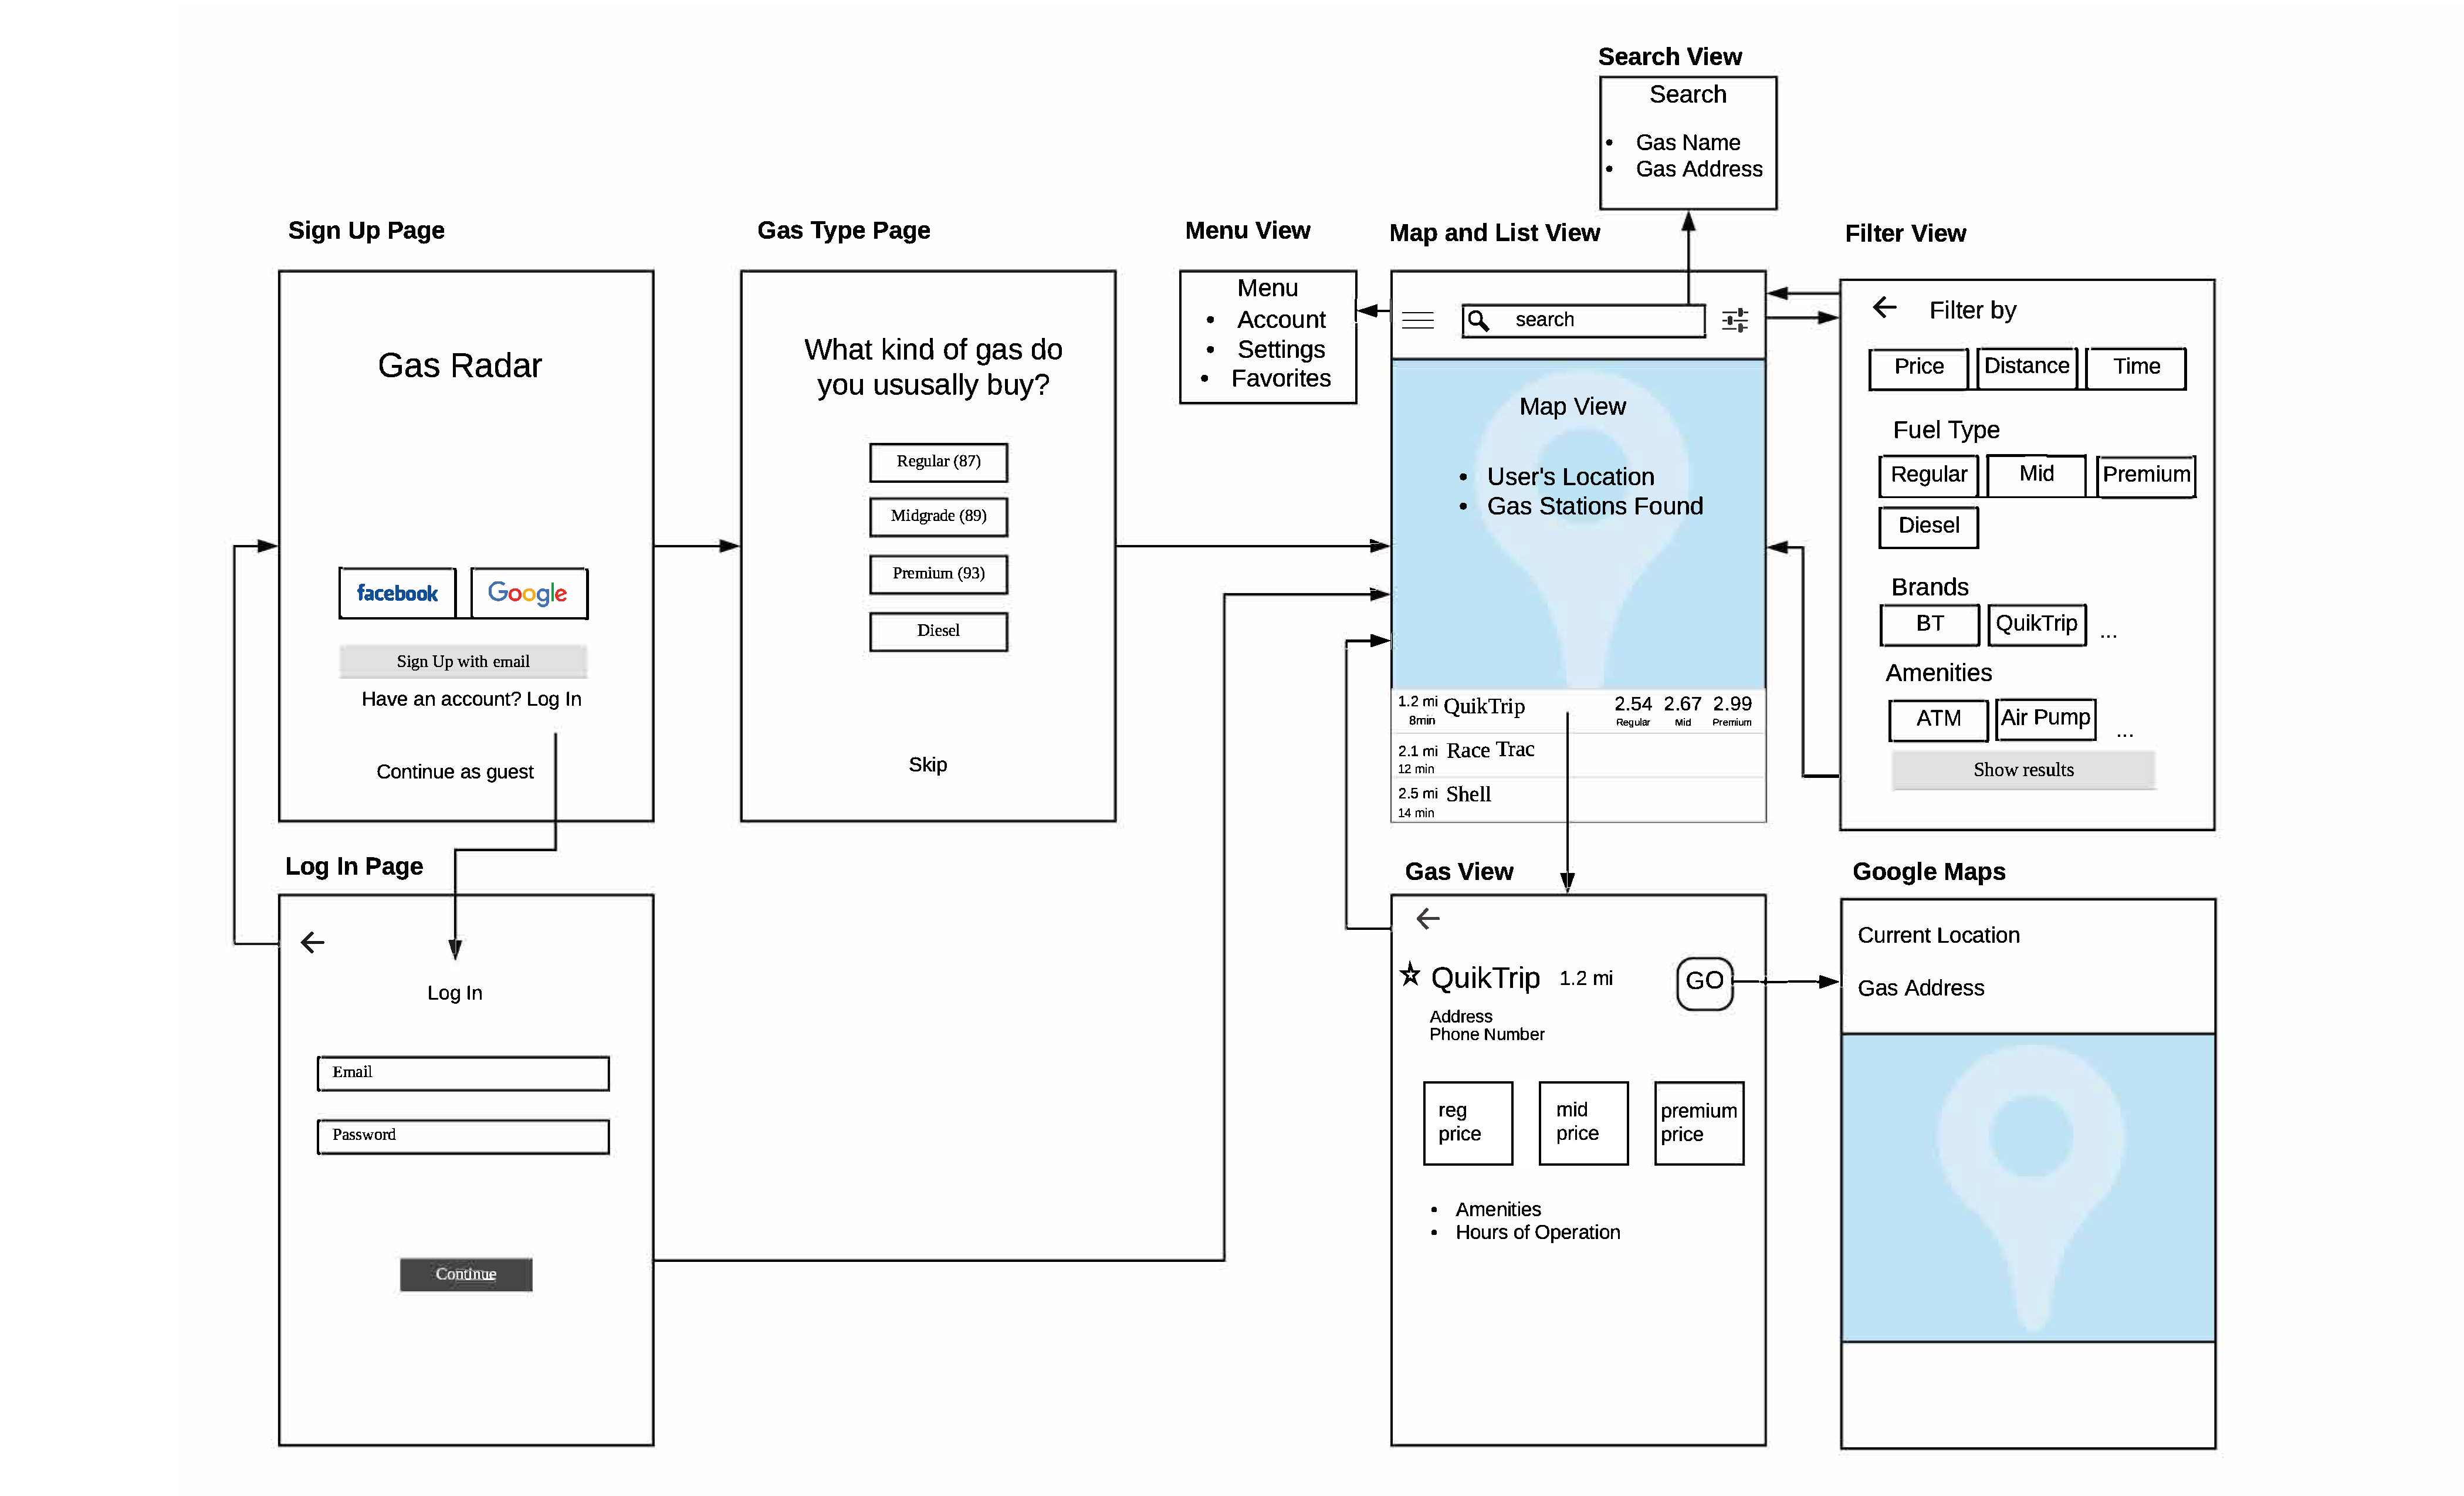 Search View
Search
• Gas Name
• Gas Address
Sign Up Page
Gas Radar
facebook
Google
Sign Up with email
Have an account? Log In
Continue as guest
Gas Type Page
What kind of gas do
you ususally buy?
Regular (87)
Midgrade (89)
Premium (93)
Diesel
Skip
Menu View
Menu
• Account
• Settings
• Favorites
Map and List View
search
Map View
• User's Location
• Gas Stations Found
1.2 mi QuikTrip 2.54 2.67 2.99
8min Regular Mid Premium
2.1 mi Race Trac
12 min
2.5 mi Shell
14 min
Filter View
Filter by
Price Distance Time
Fuel Type
Regular Mid Premium
Diesel
Brands
BT QuikTrip ...
Amenities
ATM Air Pump ...
Show results
Log In Page
Log In
Email
Password
Continue
Gas View
QuikTrip 1.2 mi GO
Address
Phone Number
reg
price
mid
price
premium
price
• Amenities
• Hours of Operation
Google Maps
Current Location
Gas Address